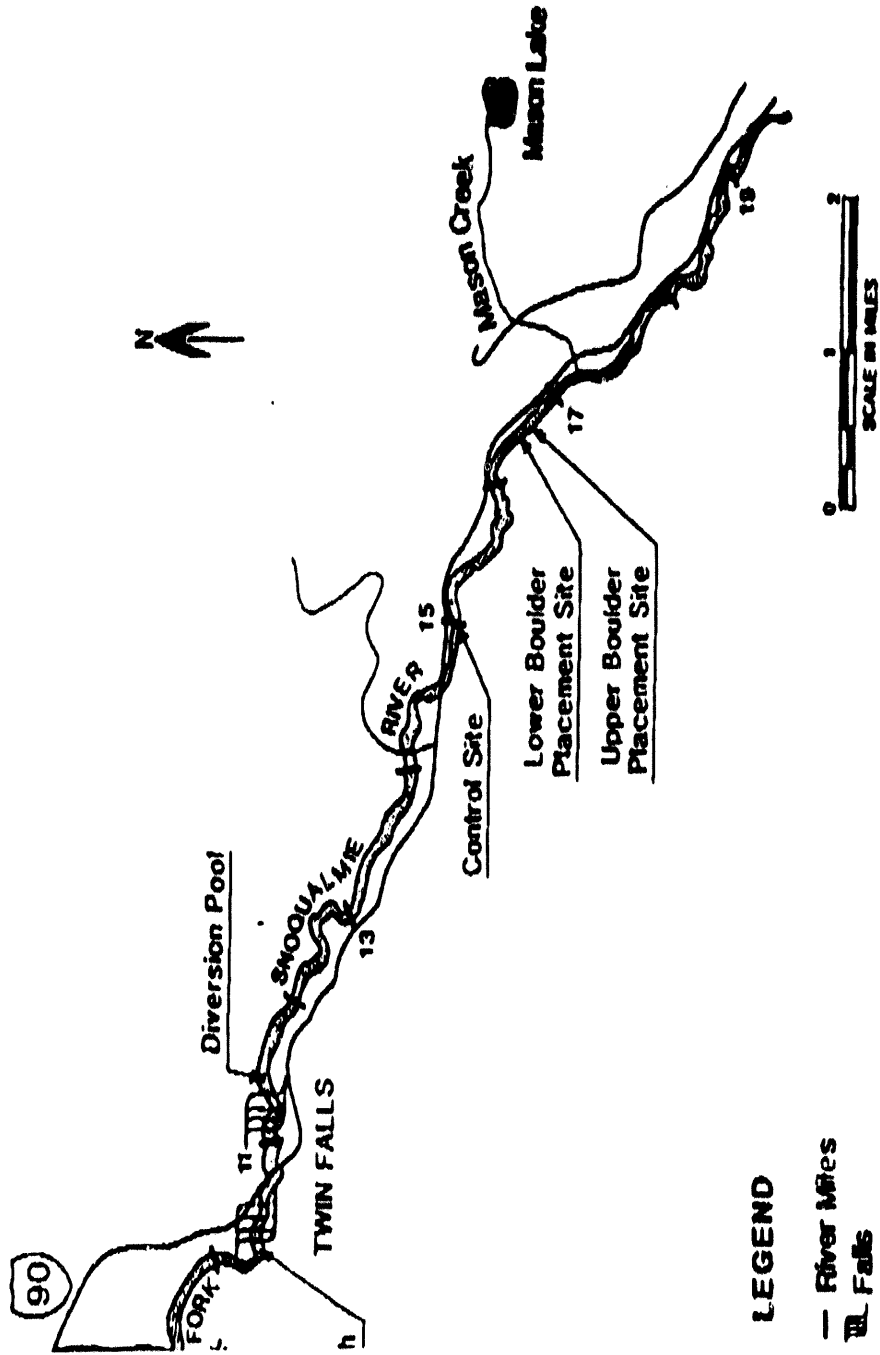 90
N
FORK
h
11
TWIN FALLS
Diversion Pool
SNOQUALMIE
RIVER
13
15
Control Site
Lower Boulder
Placement Site
Upper Boulder
Placement Site
17
Mason Creek
Mason Lake
19
LEGEND
River Miles
Falls
0 1 2
SCALE IN MILES